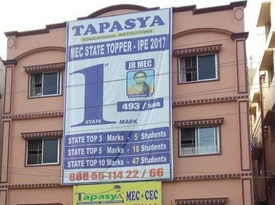 TAPASYA
EDUCATIONAL INSTITUTIONS
MEC STATE TOPPER - IPE 2017
JR MEC
1st
493 / 500
STATE MARK
STATE TOP 3 Marks - 5 Students
STATE TOP 5 Marks - 18 Students
STATE TOP 10 Marks - 47 Students
888 55 114 22 / 66
Tapasya
MEC CEC